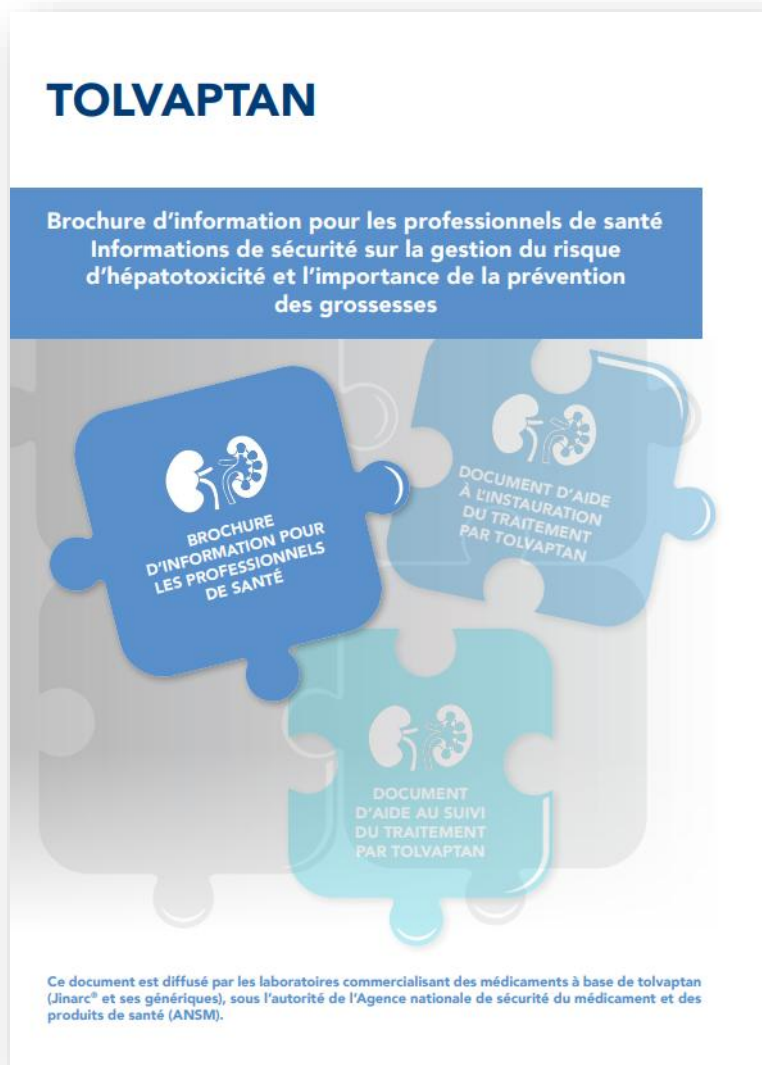 TOLVAPTAN
Brochure d’information pour les professionnels de santé
Informations de sécurité sur la gestion du risque
d’hépatotoxicité et l’importance de la prévention
des grossesses
BROCHURE
D’INFORMATION POUR
LES PROFESSIONNELS
DE SANTÉ
DOCUMENT D’AIDE
À L’INSTAURATION
DU TRAITEMENT
PAR TOLVAPTAN
DOCUMENT
D’AIDE AU SUIVI
DU TRAITEMENT
PAR TOLVAPTAN
Ce document est diffusé par les laboratoires commercialisant des médicaments à base de tolvaptan
(Jinarc® et ses génériques), sous l’autorité de l’Agence nationale de sécurité du médicament et des
produits de santé (ANSM).